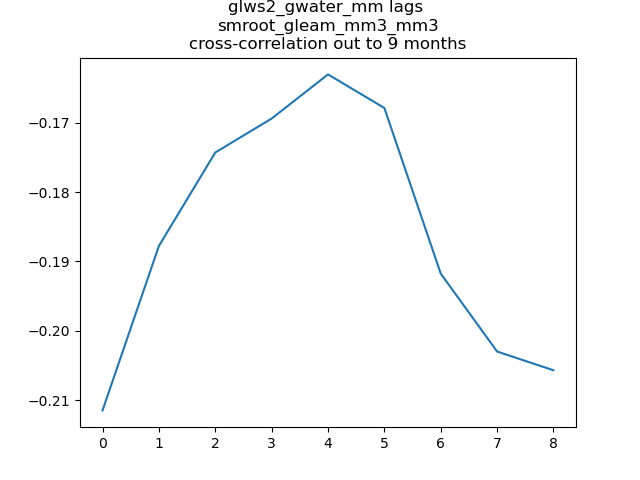 glws2_gwater_mm lags
smroot_gleam_mm3_mm3
cross-correlation out to 9 months
−0.17
−0.18
−0.19
−0.20
−0.21
0 1 2 3 4 5 6 7 8